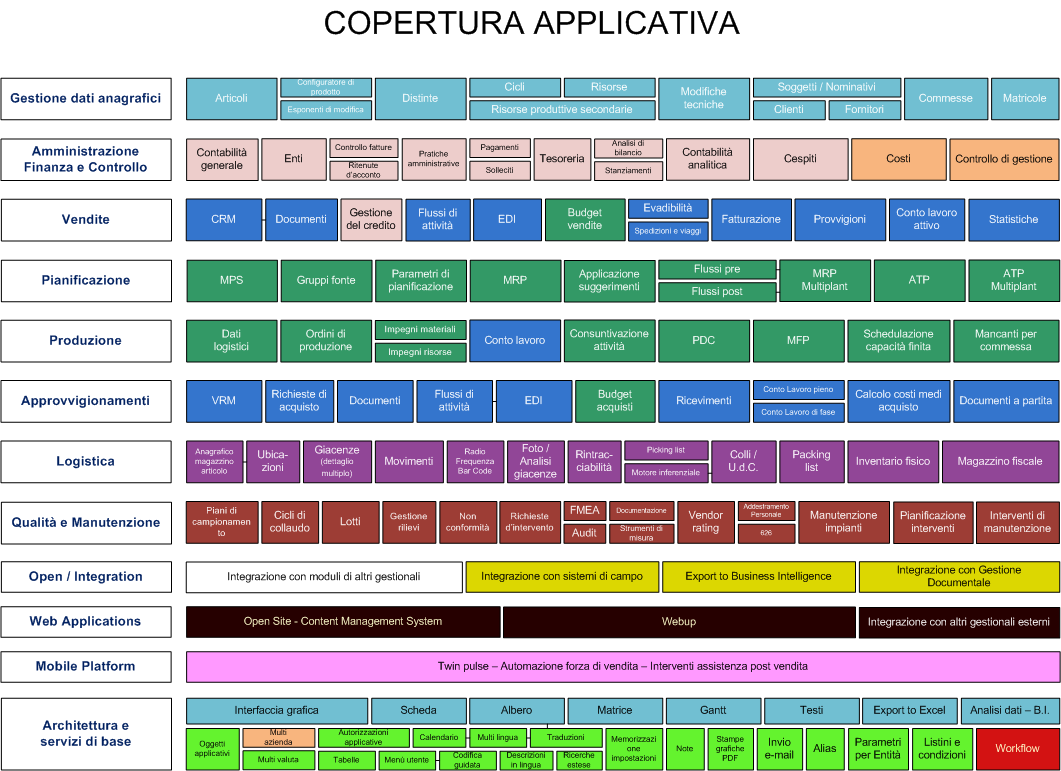 COPERTURA APPLICATIVA
Gestione dati anagrafici
Articoli
Configuratore di
prodotto
Esponenti di modifica
Distinte
Cicli
Risorse
Risorse produttive secondarie
Modifiche
tecniche
Soggetti / Nominativi
Clienti
Fornitori
Commesse
Matricole
Amministrazione
Finanza e Controllo
Contabilità
generale
Enti
Controllo fatture
Ritenute
d'acconto
Pratiche
amministrative
Pagamenti
Solleciti
Tesoreria
Analisi di
bilancio
Stanziamenti
Contabilità
analitica
Cespiti
Costi
Controllo di gestione
Vendite
CRM
Documenti
Gestione
del credito
Flussi di
attività
EDI
Budget
vendite
Evadibilità
Spedizioni e viaggi
Fatturazione
Provvigioni
Conto lavoro
attivo
Statistiche
Pianificazione
MPS
Gruppi fonte
Parametri di
pianificazione
MRP
Applicazione
suggerimenti
Flussi pre
Flussi post
MRP
Multiplant
ATP
ATP
Multiplant
Produzione
Dati
logistici
Ordini di
produzione
Impegni materiali
Impegni risorse
Conto lavoro
Consuntivazione
attività
PDC
MFP
Schedulazione
capacità finita
Mancanti per
commessa
Approvvigionamenti
VRM
Richieste di
acquisto
Documenti
Flussi di
attività
EDI
Budget
acquisti
Ricevimenti
Conto Lavoro pieno
Conto Lavoro di fase
Calcolo costi medi
acquisto
Documenti a partita
Logistica
Anagrafico
magazzino
articolo
Ubica-
zioni
Giacenze
(dettaglio
multiplo)
Movimenti
Radio
Frequenza
Bar Code
Foto /
Analisi
giacenze
Rintrac-
ciabilità
Picking list
Motore inferenziale
Colli /
U.d.C.
Packing
list
Inventario fisico
Magazzino fiscale
Qualità e Manutenzione
Piani di
campionamen
to
Cicli di
collaudo
Lotti
Gestione
rilievi
Non
conformità
Richieste
d'intervento
FMEA
Audit
Documentazione
Strumenti di
misura
Vendor
rating
Addestramento
Personale
626
Manutenzione
impianti
Pianificazione
interventi
Interventi di
manutenzione
Open / Integration
Integrazione con moduli di altri gestionali
Integrazione con sistemi di campo
Export to Business Intelligence
Integrazione con Gestione
Documentale
Web Applications
Open Site - Content Management System
Webup
Integrazione con altri gestionali esterni
Mobile Platform
Twin pulse – Automazione forza di vendita – Interventi assistenza post vendita
Architettura e
servizi di base
Interfaccia grafica
Scheda
Albero
Matrice
Gantt
Testi
Export to Excel
Analisi dati – B.I.
Oggetti
applicativi
Multi
azienda
Multi valuta
Autorizzazioni
applicative
Tabelle
Calendario
Menù utente
Multi lingua
Codifica
guidata
Traduzioni
Descrizioni
in lingua
Ricerche
estese
Memorizzazi
one
impostazioni
Note
Stampe
grafiche
PDF
Invio
e-mail
Alias
Parametri
per Entità
Listini e
condizioni
Workflow